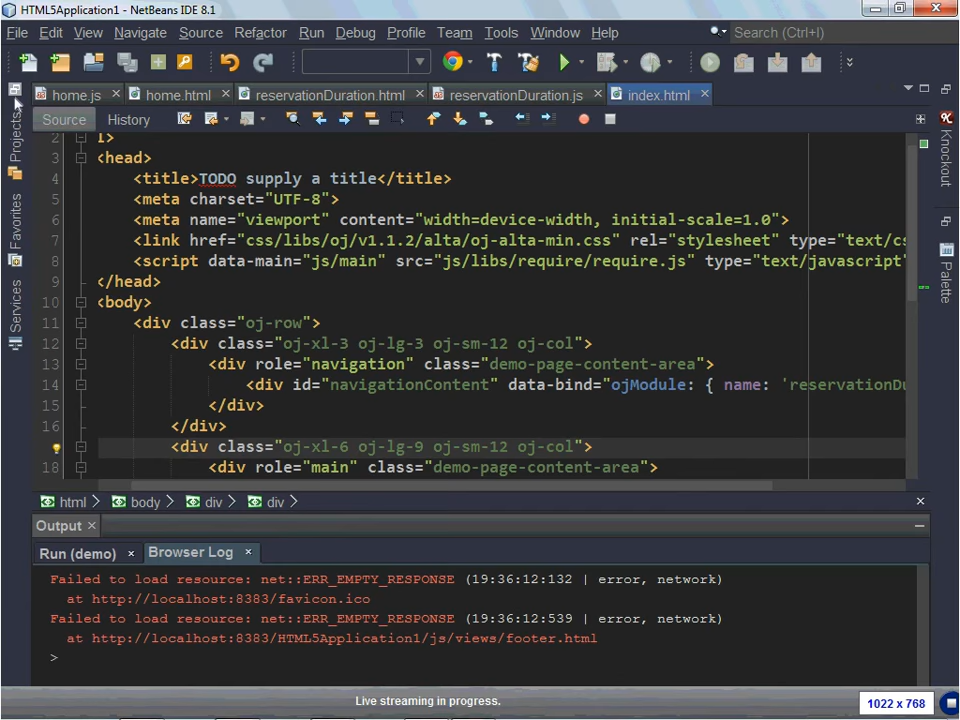 HTML5Application1 - NetBeans IDE 8.1
File Edit View Navigate Source Refactor Run Debug Profile Team Tools Window Help Search (Ctrl+I)
home.js home.html reservationDuration.html reservationDuration.js index.html
Source History
Projects
Favorites
Services
Knockout
Palette
2 l>
3 <head>
4 <title>TODO supply a title</title>
5 <meta charset="UTF-8">
6 <meta name="viewport" content="width=device-width, initial-scale=1.0">
7 <link href="css/libs/oj/v1.1.2/alta/oj-alta-min.css" rel="stylesheet" type="text/cs
8 <script data-main="js/main" src="js/libs/require/require.js" type="text/javascript"
9 </head>
10 <body>
11 <div class="oj-row">
12 <div class="oj-xl-3 oj-lg-3 oj-sm-12 oj-col">
13 <div role="navigation" class="demo-page-content-area">
14 <div id="navigationContent" data-bind="ojModule: { name: 'reservationDu
15 </div>
16 </div>
<div class="oj-xl-6 oj-lg-9 oj-sm-12 oj-col">
18 <div role="main" class="demo-page-content-area">
html body div div
Output
Run (demo) Browser Log
Failed to load resource: net::ERR_EMPTY_RESPONSE (19:36:12:132 | error, network)
at http://localhost:8383/favicon.ico
Failed to load resource: net::ERR_EMPTY_RESPONSE (19:36:12:539 | error, network)
at http://localhost:8383/HTML5Application1/js/views/footer.html
>
Live streaming in progress.
1022 x 768